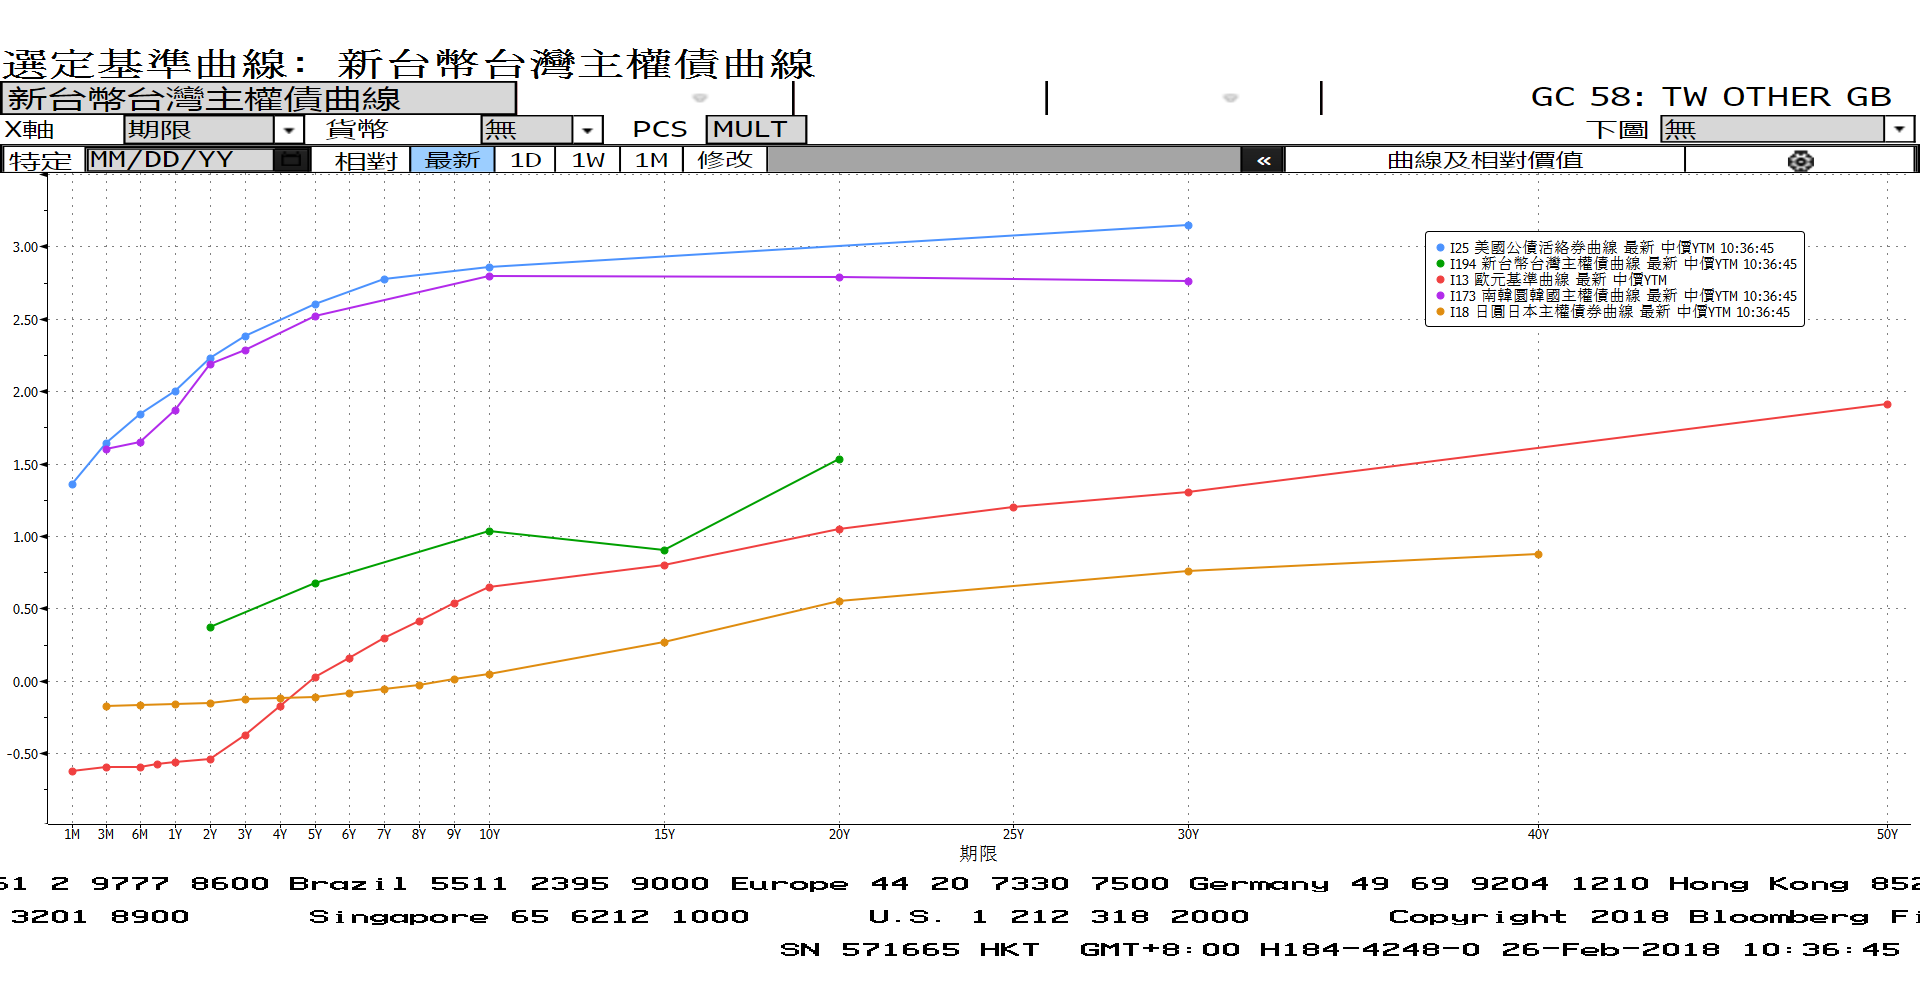 選定基準曲線: 新台幣台灣主權債曲線
新台幣台灣主權債曲線 GC 58: TW OTHER GB
X軸 期限 貨幣 無 PCS MULT 下圖 無
特定 MM/DD/YY 相對 最新 1D 1W 1M 修改 « 曲線及相對價值
I25 美國公債活絡券曲線 最新 中價YTM 10:36:45
I194 新台幣台灣主權債曲線 最新 中價YTM 10:36:45
I13 歐元基準曲線 最新 中價YTM
I173 南韓圜韓國主權債曲線 最新 中價YTM 10:36:45
I18 日圓日本主權債券曲線 最新 中價YTM 10:36:45
3.00
2.50
2.00
1.50
1.00
0.50
0.00
-0.50
1M 3M 6M 1Y 2Y 3Y 4Y 5Y 6Y 7Y 8Y 9Y 10Y 15Y 20Y 25Y 30Y 40Y 50Y
期限
61 2 9777 8600 Brazil 5511 2395 9000 Europe 44 20 7330 7500 Germany 49 69 9204 1210 Hong Kong 852
3201 8900 Singapore 65 6212 1000 U.S. 1 212 318 2000 Copyright 2018 Bloomberg Fi
SN 571665 HKT GMT+8:00 H184-4248-0 26-Feb-2018 10:36:45